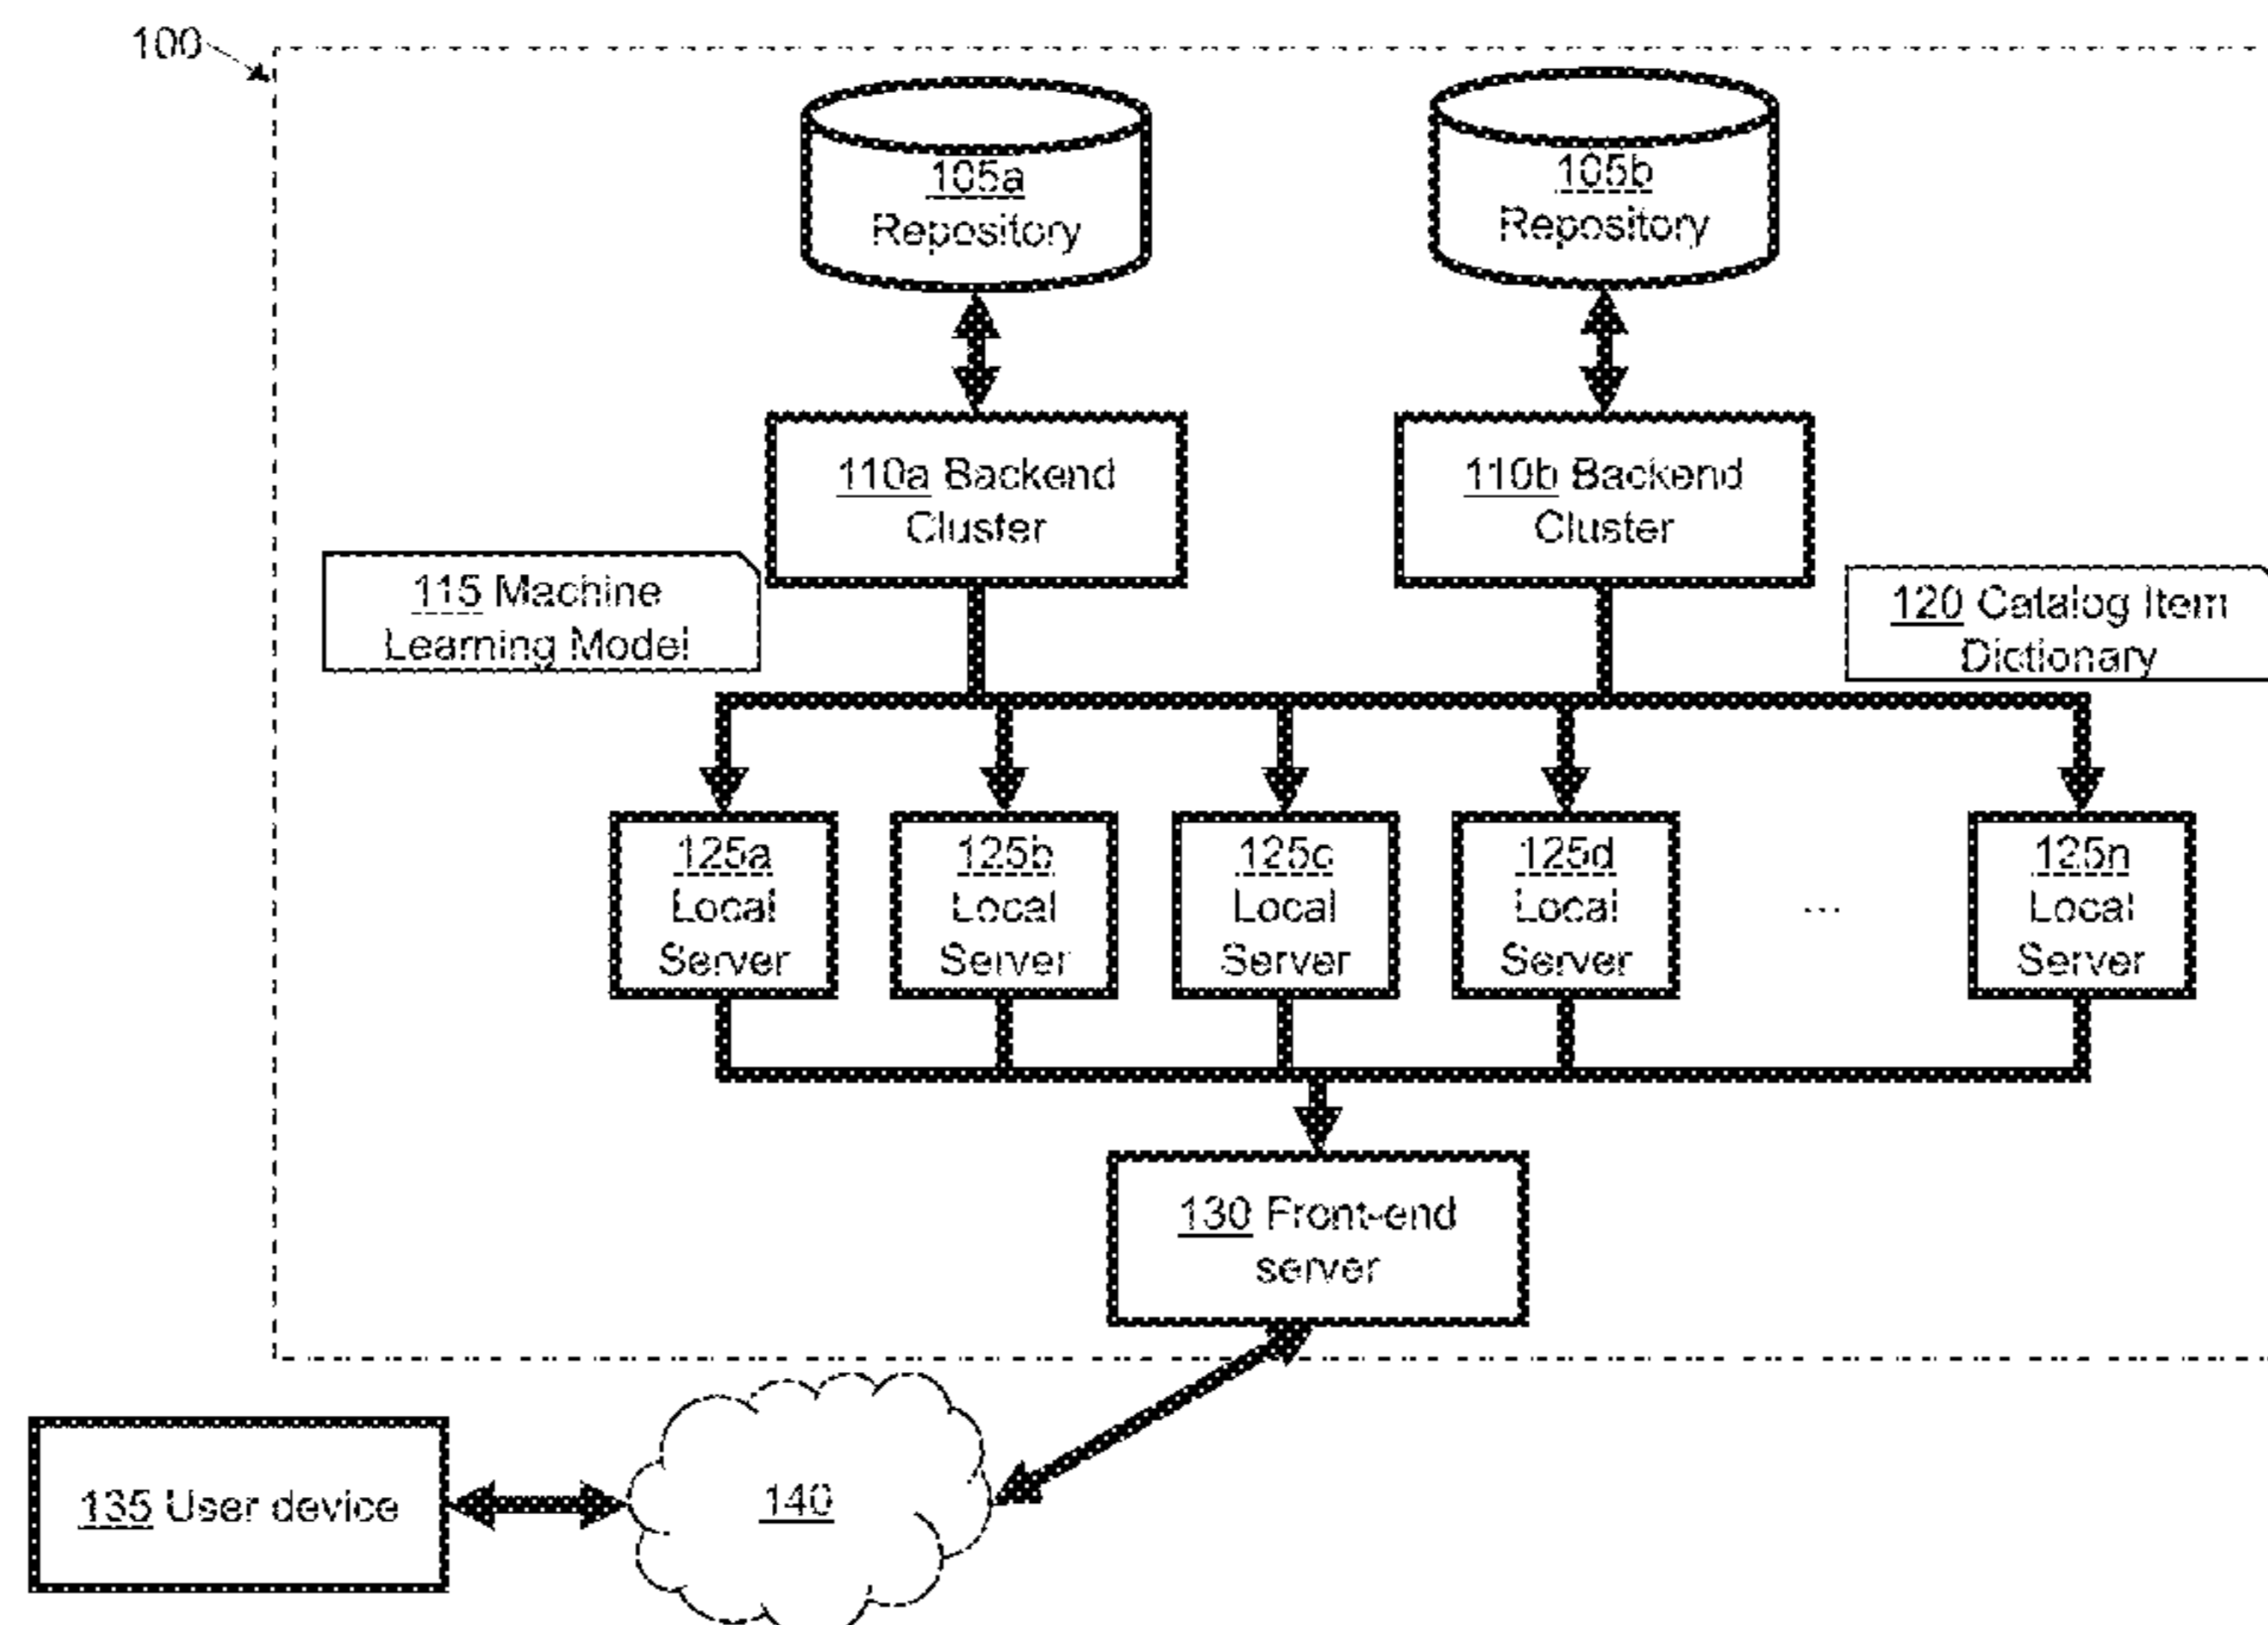 100
105a
Repository
105b
Repository
110a Backend
Cluster
110b Backend
Cluster
115 Machine
Learning Model
120 Catalog Item
Dictionary
125a
Local
Server
125b
Local
Server
125c
Local
Server
125d
Local
Server
...
125n
Local
Server
130 Front-end
server
135 User device
140